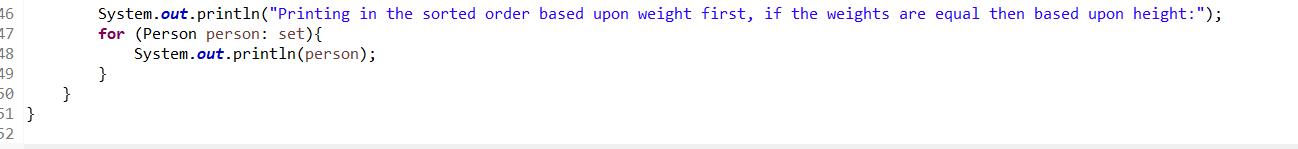 46 System.out.println("Printing in the sorted order based upon weight first, if the weights are equal then based upon height:");
47 for (Person person: set){
48 System.out.println(person);
49 }
50 }
51 }
52